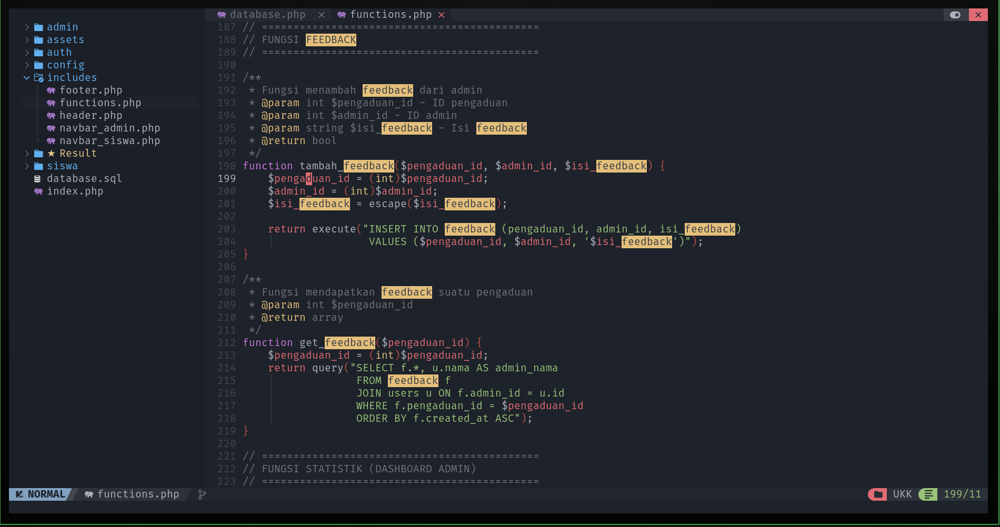 database.php functions.php
admin
assets
auth
config
includes
footer.php
functions.php
header.php
navbar_admin.php
navbar_siswa.php
★ Result
siswa
database.sql
index.php
187 // ============================================
188 // FUNGSI FEEDBACK
189 // ============================================
190
191 /**
192  * Fungsi menambah feedback dari admin
193  * @param int $pengaduan_id - ID pengaduan
194  * @param int $admin_id - ID admin
195  * @param string $isi_feedback - Isi feedback
196  * @return bool
197  */
198 function tambah_feedback($pengaduan_id, $admin_id, $isi_feedback) {
199     $pengaduan_id = (int)$pengaduan_id;
200     $admin_id = (int)$admin_id;
201     $isi_feedback = escape($isi_feedback);
202
203     return execute("INSERT INTO feedback (pengaduan_id, admin_id, isi_feedback)
204                     VALUES ($pengaduan_id, $admin_id, '$isi_feedback')");
205 }
206
207 /**
208  * Fungsi mendapatkan feedback suatu pengaduan
209  * @param int $pengaduan_id
210  * @return array
211  */
212 function get_feedback($pengaduan_id) {
213     $pengaduan_id = (int)$pengaduan_id;
214     return query("SELECT f.*, u.nama AS admin_nama
215                   FROM feedback f
216                   JOIN users u ON f.admin_id = u.id
217                   WHERE f.pengaduan_id = $pengaduan_id
218                   ORDER BY f.created_at ASC");
219 }
220
221 // ============================================
222 // FUNGSI STATISTIK (DASHBOARD ADMIN)
223 // ============================================
NORMAL functions.php UKK 199/11